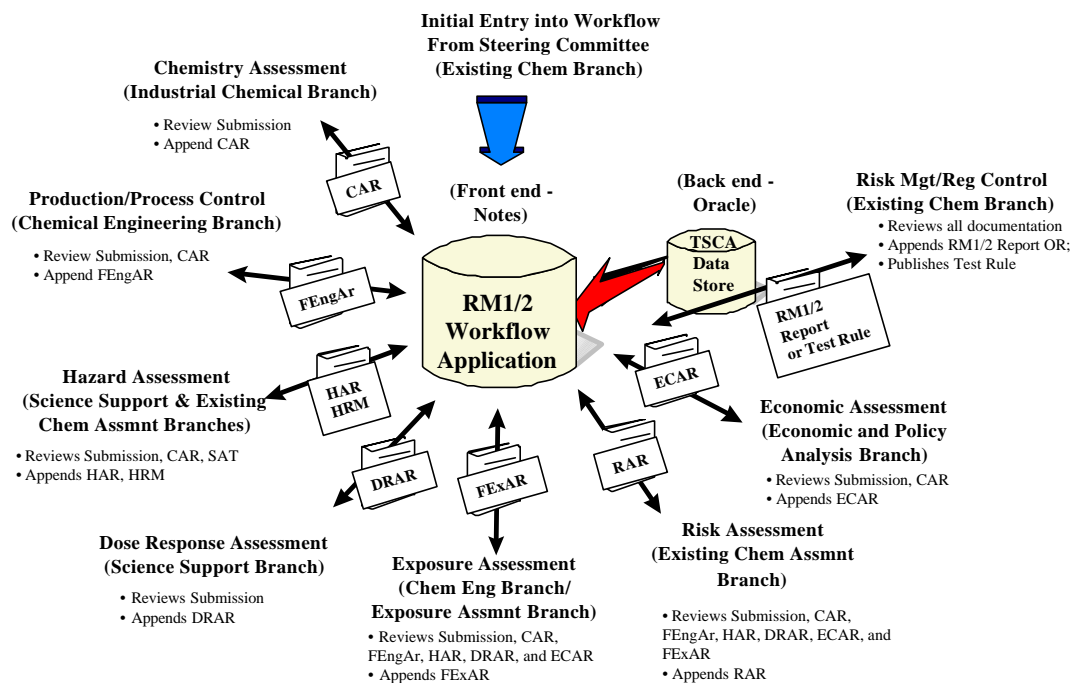 Initial Entry into Workflow
From Steering Committee
(Existing Chem Branch)
Chemistry Assessment
(Industrial Chemical Branch)
• Review Submission
• Append CAR
CAR
Production/Process Control
(Chemical Engineering Branch)
• Review Submission, CAR
• Append FEngAR
FEngAr
(Front end -
Notes)
RM1/2
Workflow
Application
(Back end -
Oracle)
TSCA
Data
Store
Risk Mgt/Reg Control
(Existing Chem Branch)
• Reviews all documentation
• Appends RM1/2 Report OR;
• Publishes Test Rule
RM1/2
Report
or Test Rule
Hazard Assessment
(Science Support & Existing
Chem Assmnt Branches)
• Reviews Submission, CAR, SAT
• Appends HAR, HRM
HAR
HRM
ECAR
Economic Assessment
(Economic and Policy
Analysis Branch)
• Reviews Submission, CAR
• Appends ECAR
DRAR
Dose Response Assessment
(Science Support Branch)
• Reviews Submission
• Appends DRAR
FExAR
Exposure Assessment
(Chem Eng Branch/
Exposure Assmnt Branch)
• Reviews Submission, CAR,
FEngAr, HAR, DRAR, and ECAR
• Appends FExAR
RAR
Risk Assessment
(Existing Chem Assmnt
Branch)
• Reviews Submission, CAR,
FEngAr, HAR, DRAR, ECAR, and
FExAR
• Appends RAR